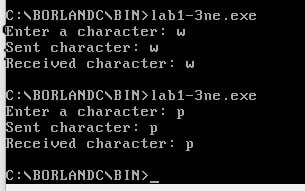 C:\BORLANDC\BIN>lab1-3ne.exe
Enter a character: w
Sent character: w
Received character: w
C:\BORLANDC\BIN>lab1-3ne.exe
Enter a character: p
Sent character: p
Received character: p
C:\BORLANDC\BIN>_